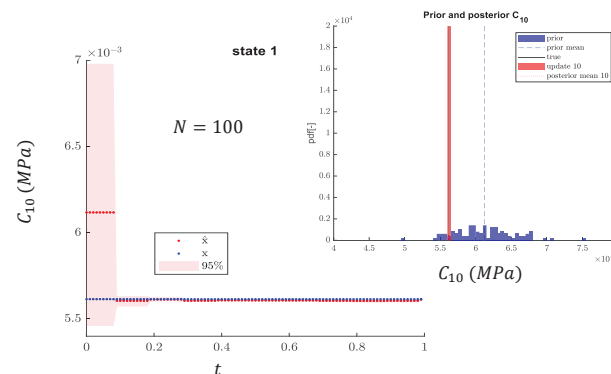 state 1
×10⁻³
7
6.5
6
5.5
C₁₀ (MPa)
N = 100
x̂
x
95%
0
0.2
0.4
0.6
0.8
1
t
Prior and posterior C₁₀
×10⁴
2
1.8
1.6
1.4
1.2
1
0.8
0.6
0.4
0.2
0
pdf[-]
prior
prior mean
true
update 10
posterior mean 10
4
4.5
5
5.5
6
6.5
7
7.5
8
×10
C₁₀ (MPa)